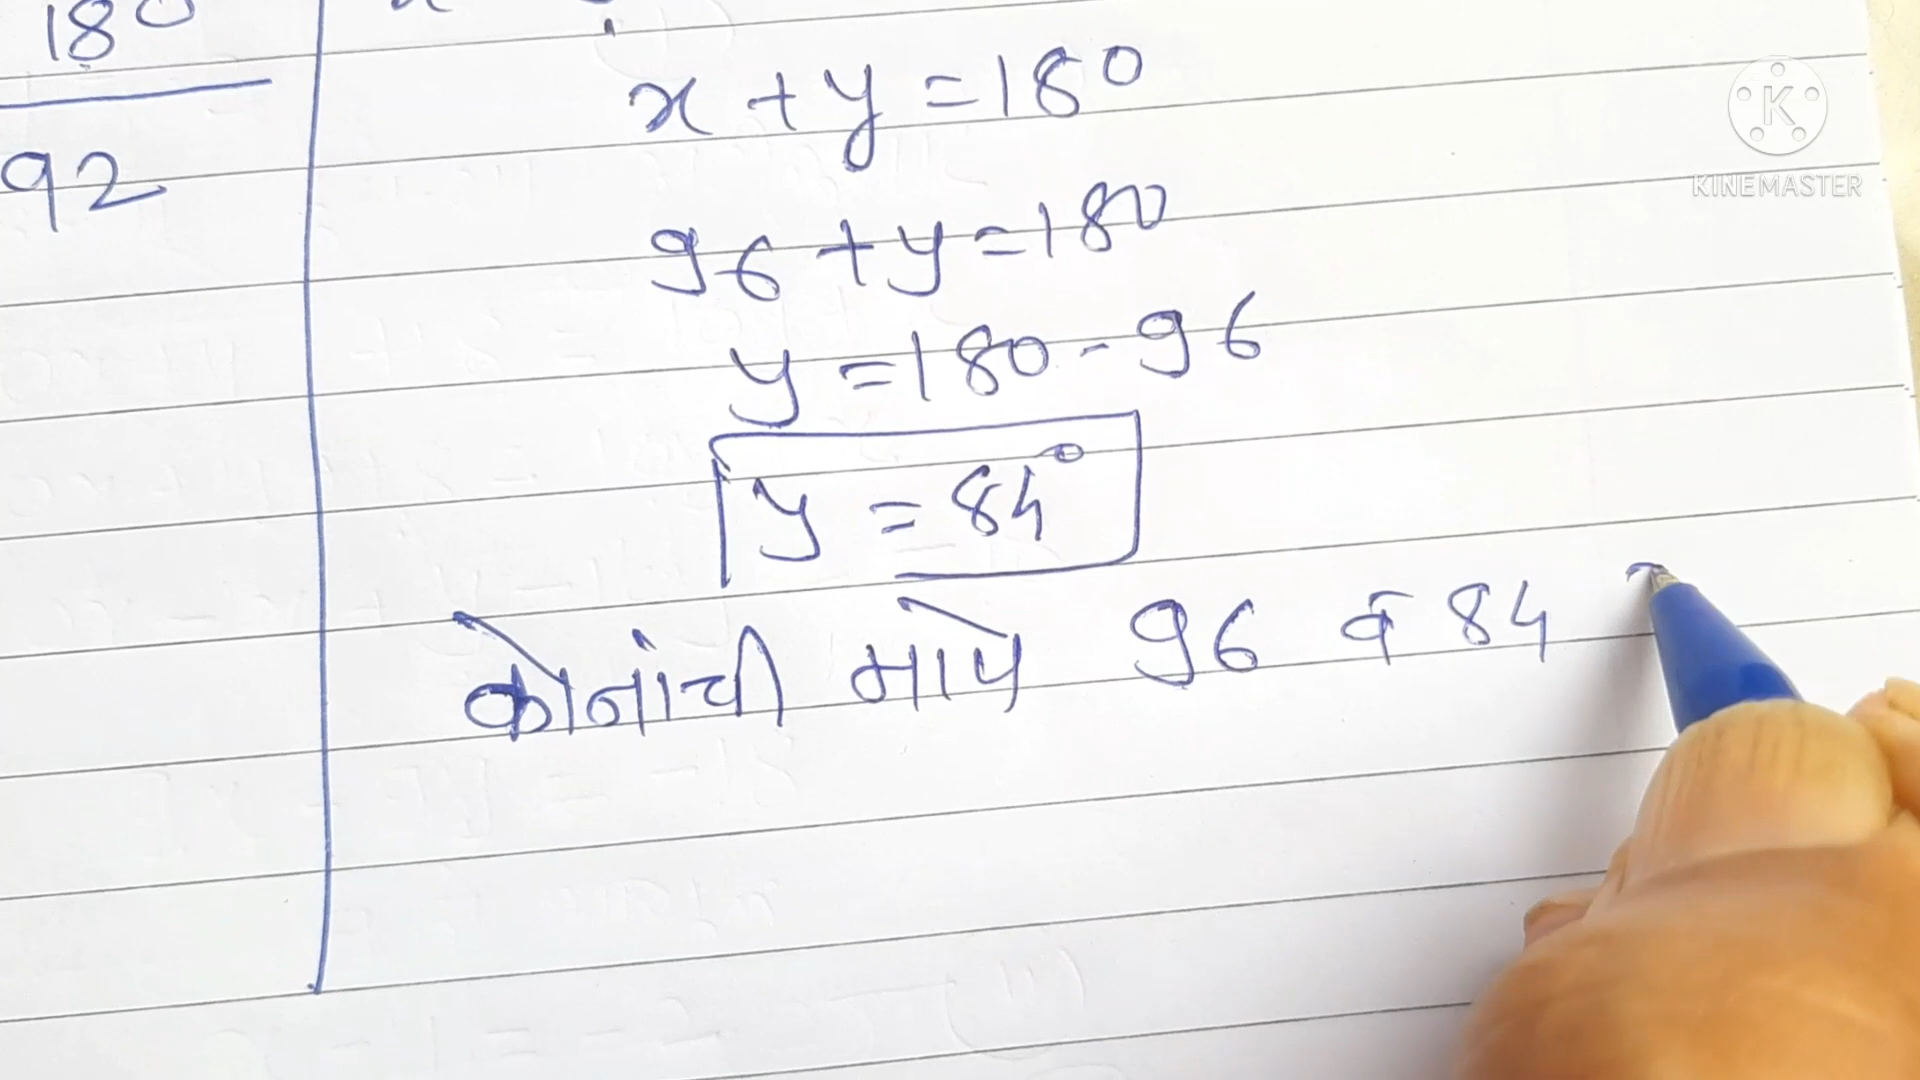 180
92
x + y = 180
96 + y = 180
y = 180 - 96
y = 84°
कोनांची मापे 96 व 84
KINEMASTER